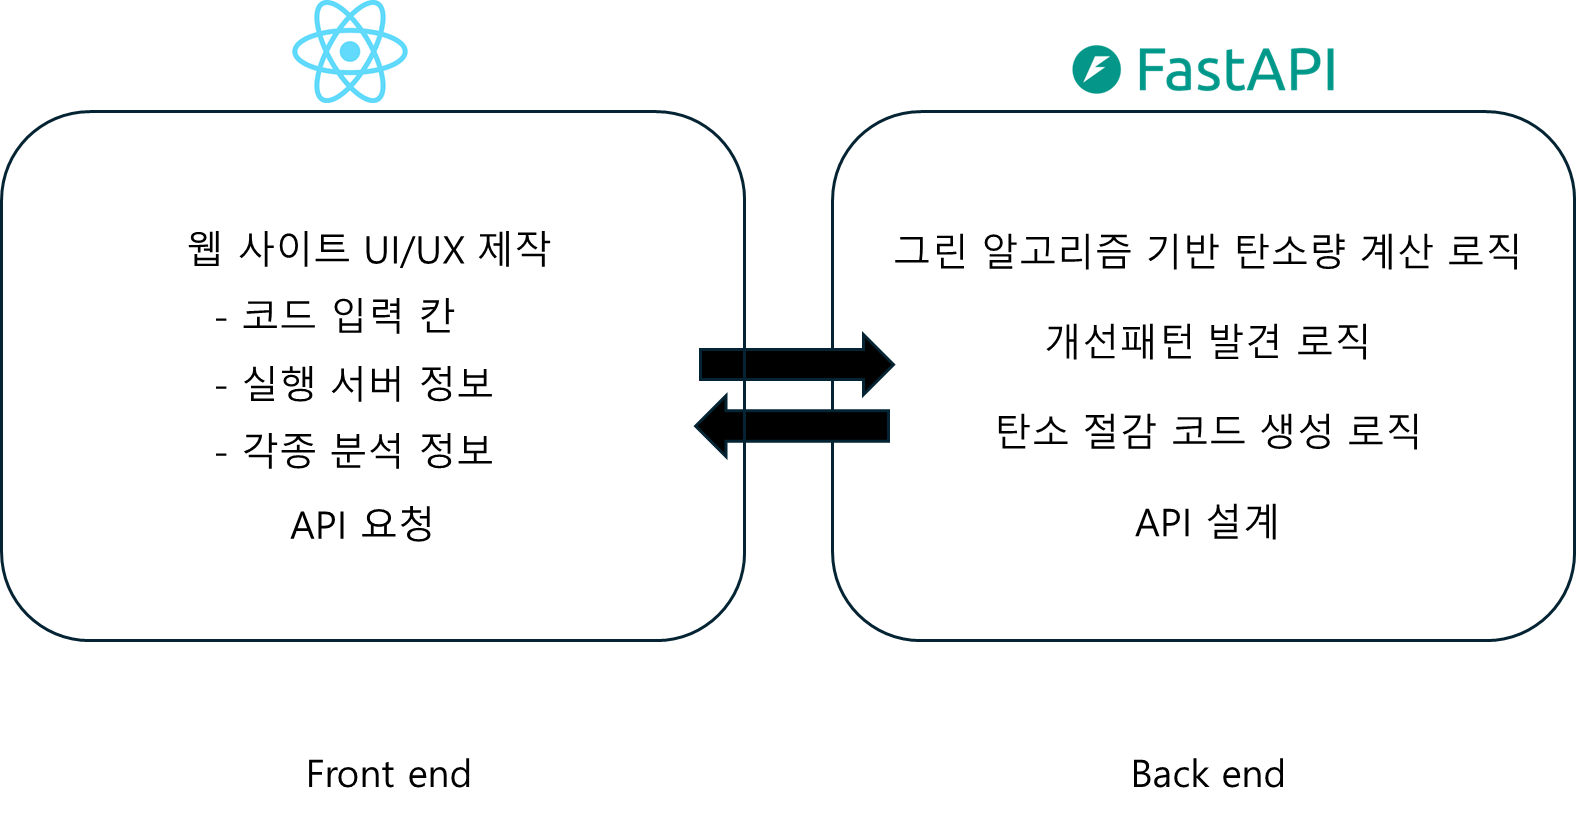 FastAPI
웹 사이트 UI/UX 제작
- 코드 입력 칸
- 실행 서버 정보
- 각종 분석 정보
API 요청
그린 알고리즘 기반 탄소량 계산 로직
개선패턴 발견 로직
탄소 절감 코드 생성 로직
API 설계
Front end
Back end